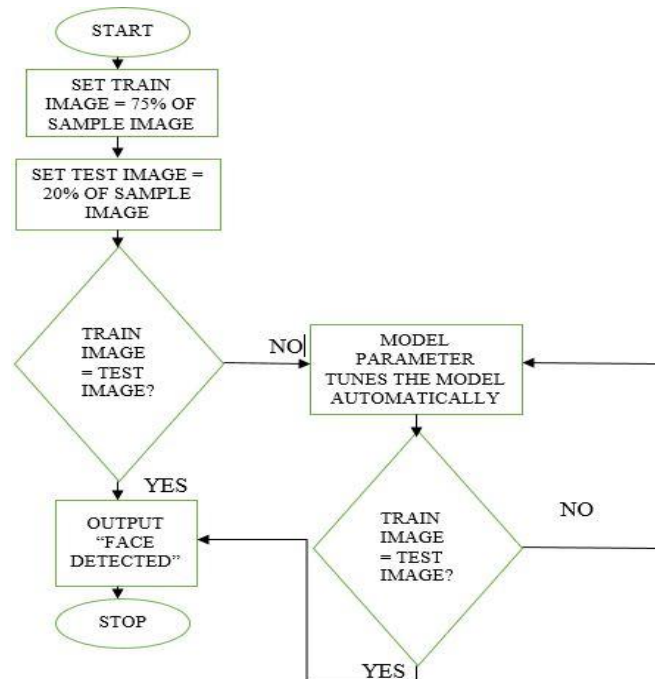 START
SET TRAIN
IMAGE = 75% OF
SAMPLE IMAGE
SET TEST IMAGE =
20% OF SAMPLE
IMAGE
TRAIN
IMAGE
= TEST
IMAGE?
NO
MODEL
PARAMETER
TUNES THE MODEL
AUTOMATICALLY
YES
OUTPUT
“FACE
DETECTED”
STOP
TRAIN
IMAGE
= TEST
IMAGE?
NO
YES